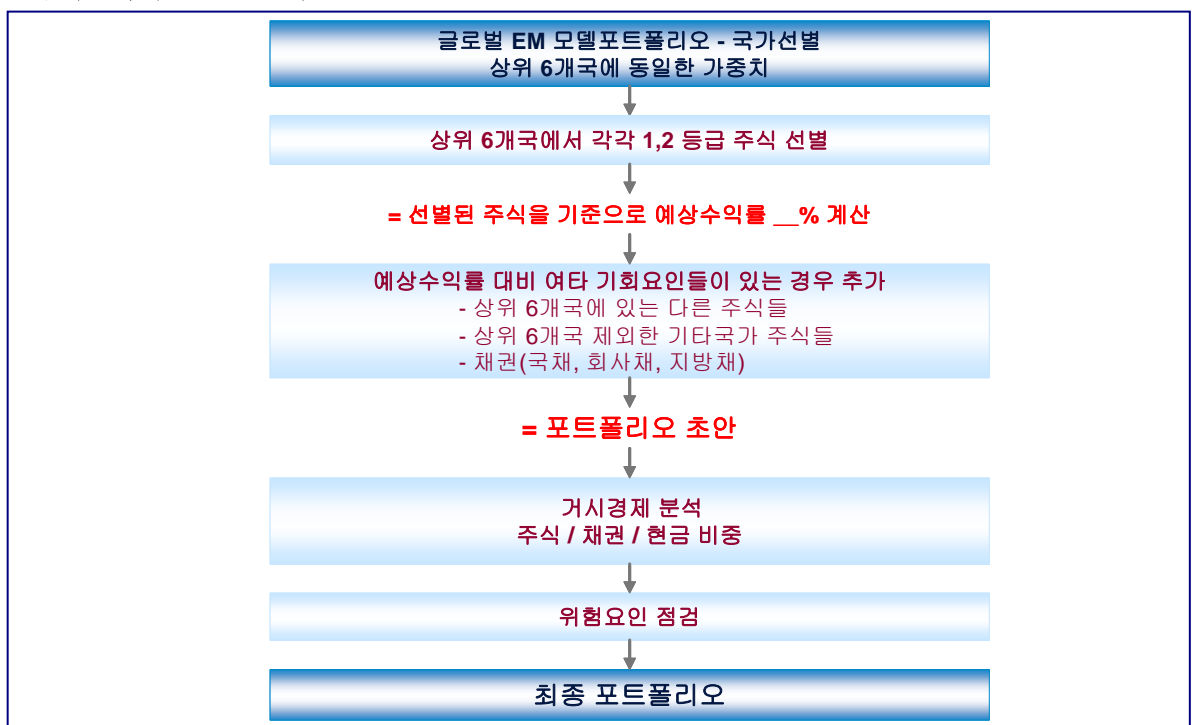 글로벌 EM 모델포트폴리오 - 국가선별
상위 6개국에 동일한 가중치
상위 6개국에서 각각 1,2 등급 주식 선별
= 선별된 주식을 기준으로 예상수익률 __% 계산
예상수익률 대비 여타 기회요인들이 있는 경우 추가
- 상위 6개국에 있는 다른 주식들
- 상위 6개국 제외한 기타국가 주식들
- 채권(국채, 회사채, 지방채)
= 포트폴리오 초안
거시경제 분석
주식 / 채권 / 현금 비중
위험요인 점검
최종 포트폴리오